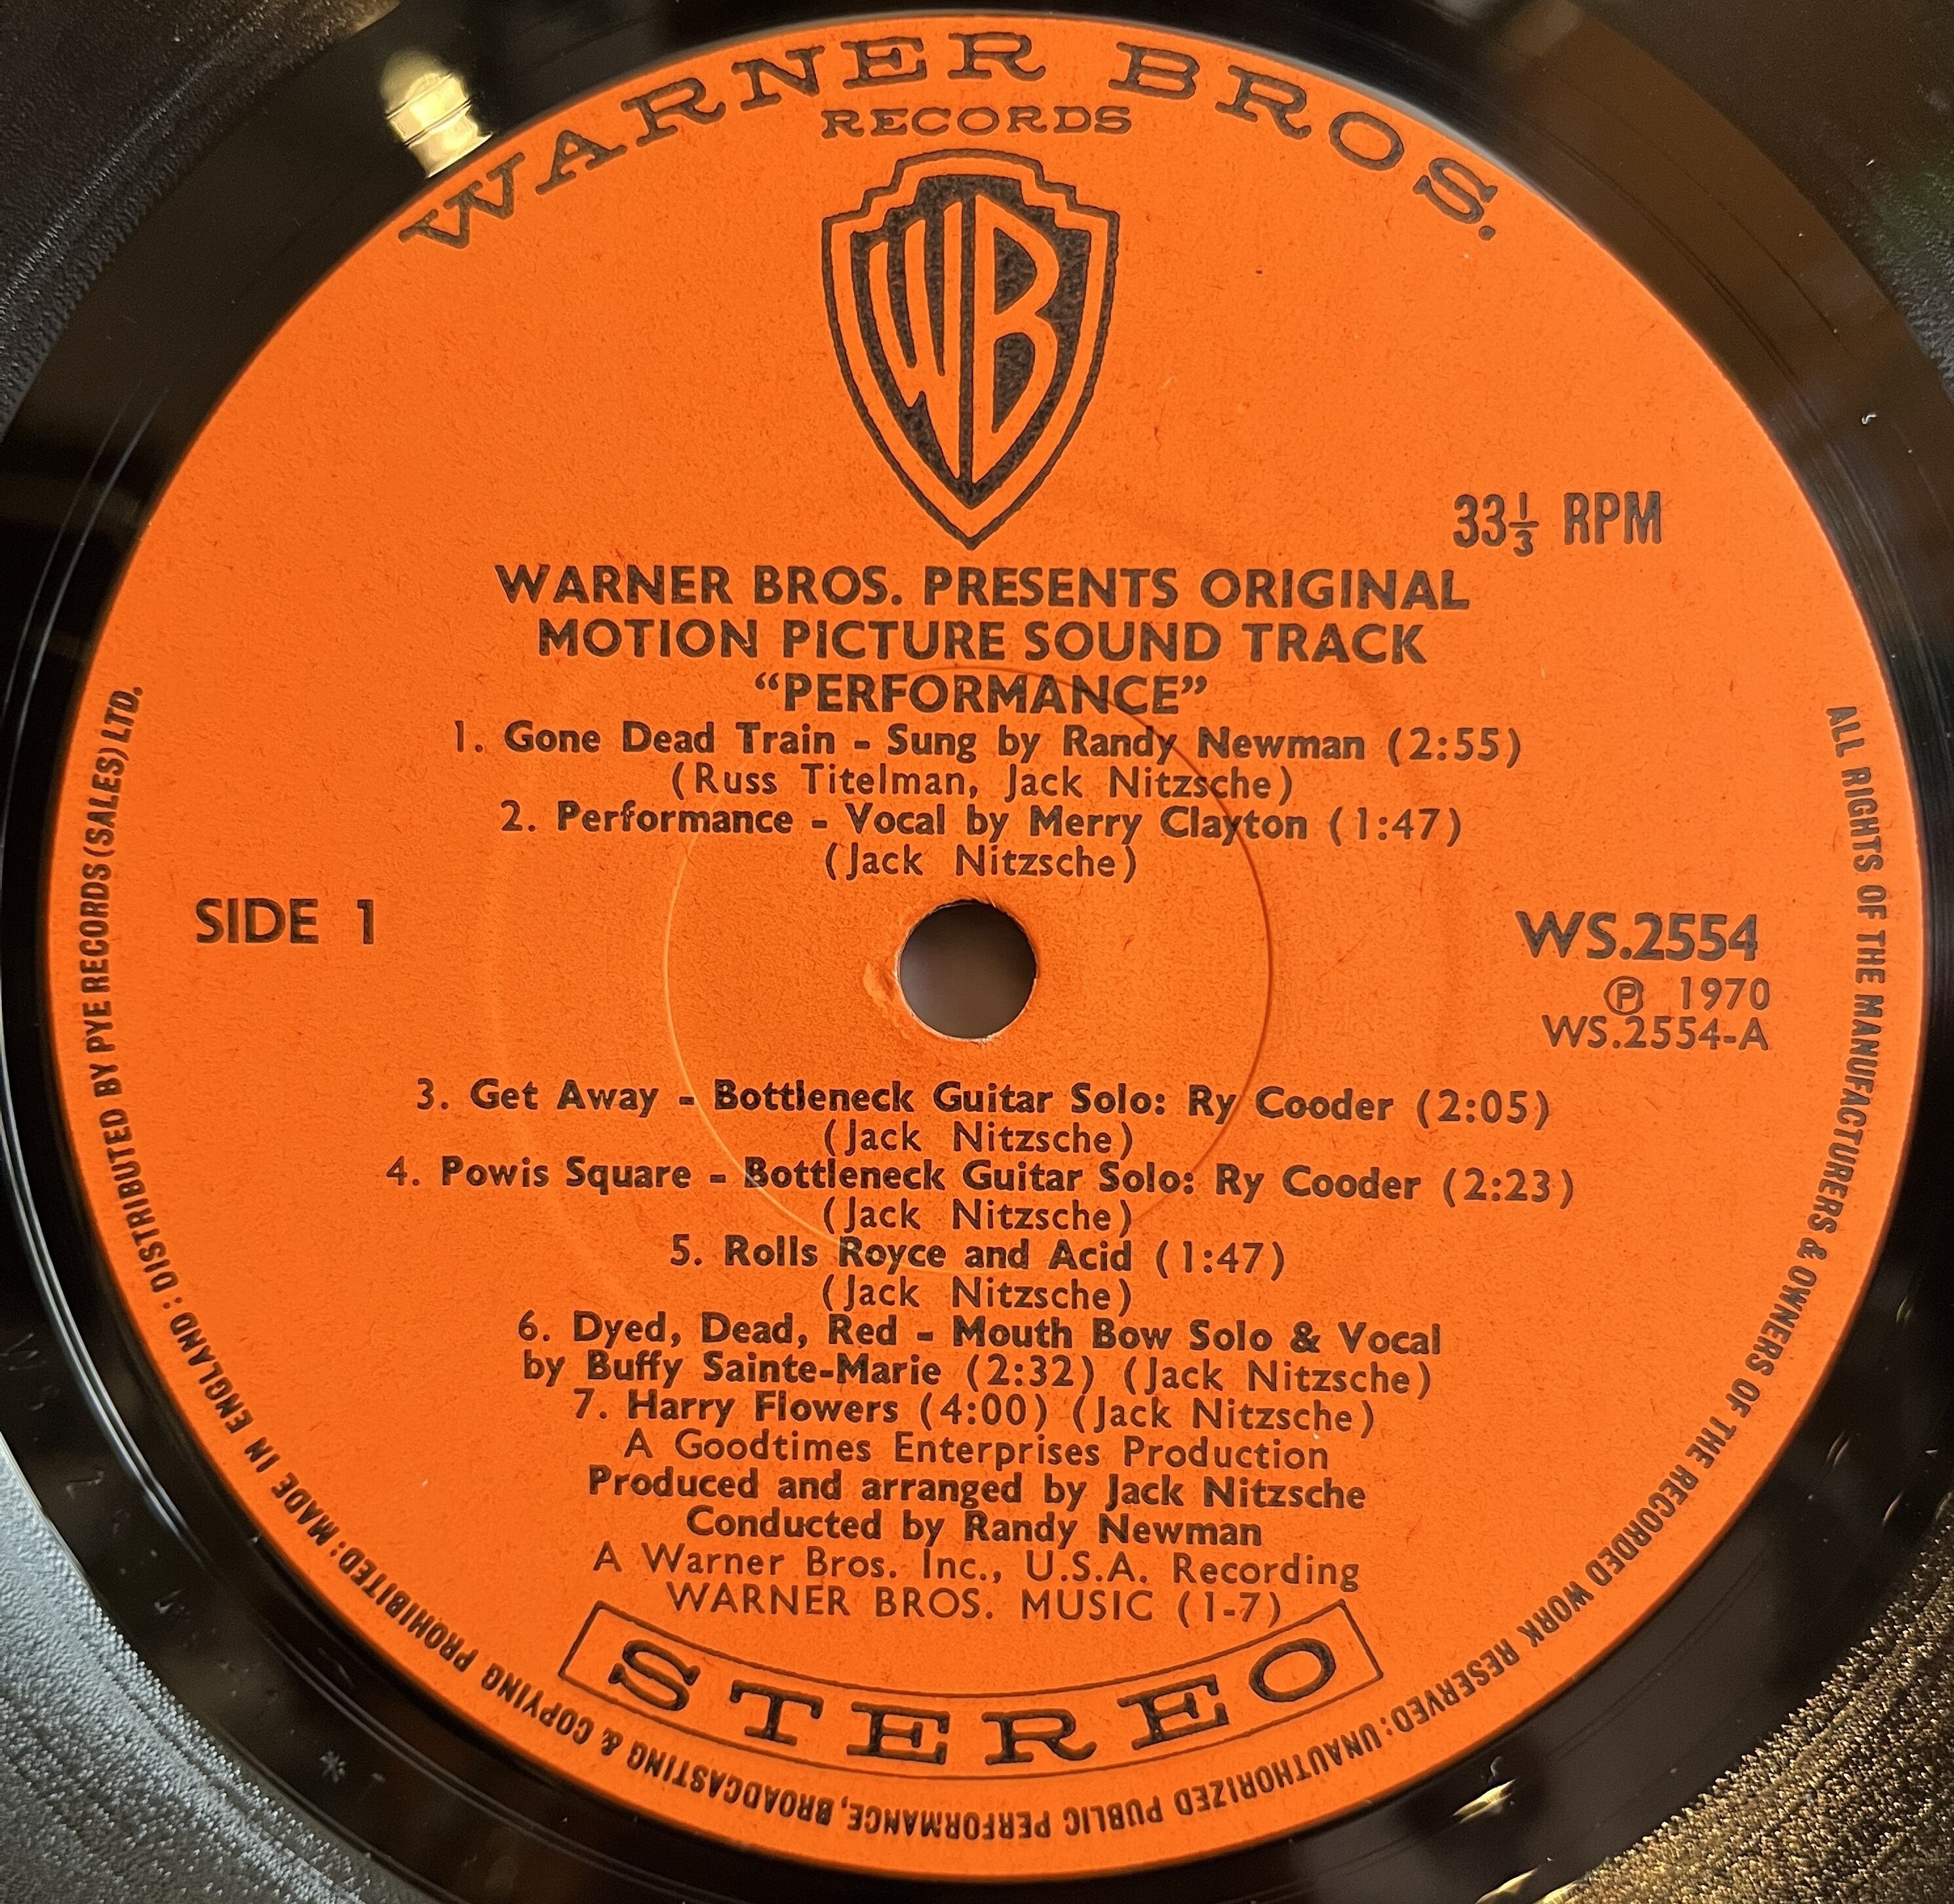 WARNER BROS.
RECORDS
WB
33⅓ RPM
WARNER BROS. PRESENTS ORIGINAL
MOTION PICTURE SOUND TRACK
“PERFORMANCE”
1. Gone Dead Train - Sung by Randy Newman (2:55)
(Russ Titelman, Jack Nitzsche)
2. Performance - Vocal by Merry Clayton (1:47)
(Jack Nitzsche)
SIDE 1
WS.2554
℗ 1970
WS.2554-A
3. Get Away - Bottleneck Guitar Solo: Ry Cooder (2:05)
(Jack Nitzsche)
4. Powis Square - Bottleneck Guitar Solo: Ry Cooder (2:23)
(Jack Nitzsche)
5. Rolls Royce and Acid (1:47)
(Jack Nitzsche)
6. Dyed, Dead, Red - Mouth Bow Solo & Vocal
by Buffy Sainte-Marie (2:32) (Jack Nitzsche)
7. Harry Flowers (4:00) (Jack Nitzsche)
A Goodtimes Enterprises Production
Produced and arranged by Jack Nitzsche
Conducted by Randy Newman
A Warner Bros. Inc., U.S.A. Recording
WARNER BROS. MUSIC (1-7)
STEREO
ALL RIGHTS OF THE MANUFACTURERS & OWNERS OF THE RECORDED WORK RESERVED: UNAUTHORIZED PUBLIC PERFORMANCE, BROADCASTING & COPYING PROHIBITED: MADE IN ENGLAND: DISTRIBUTED BY PYE RECORDS (SALES) LTD.